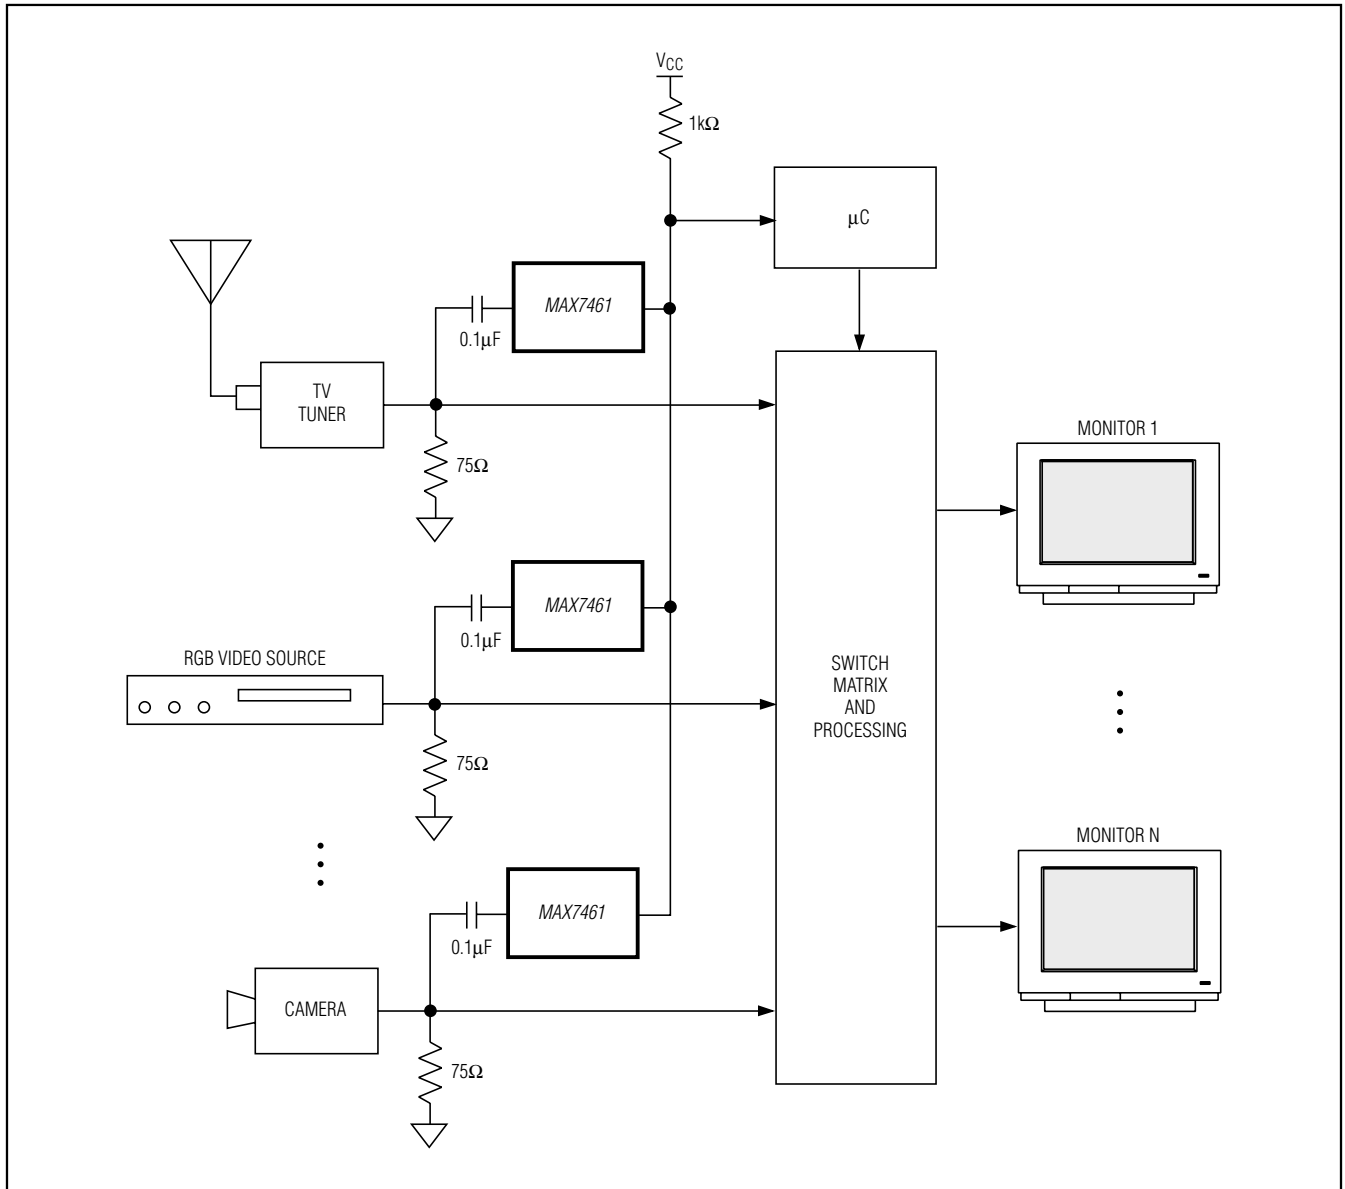 VCC
1kΩ
μC
MAX7461
0.1μF
TV
TUNER
75Ω
MONITOR 1
MAX7461
0.1μF
RGB VIDEO SOURCE
75Ω
SWITCH
MATRIX
AND
PROCESSING
MONITOR N
MAX7461
0.1μF
CAMERA
75Ω